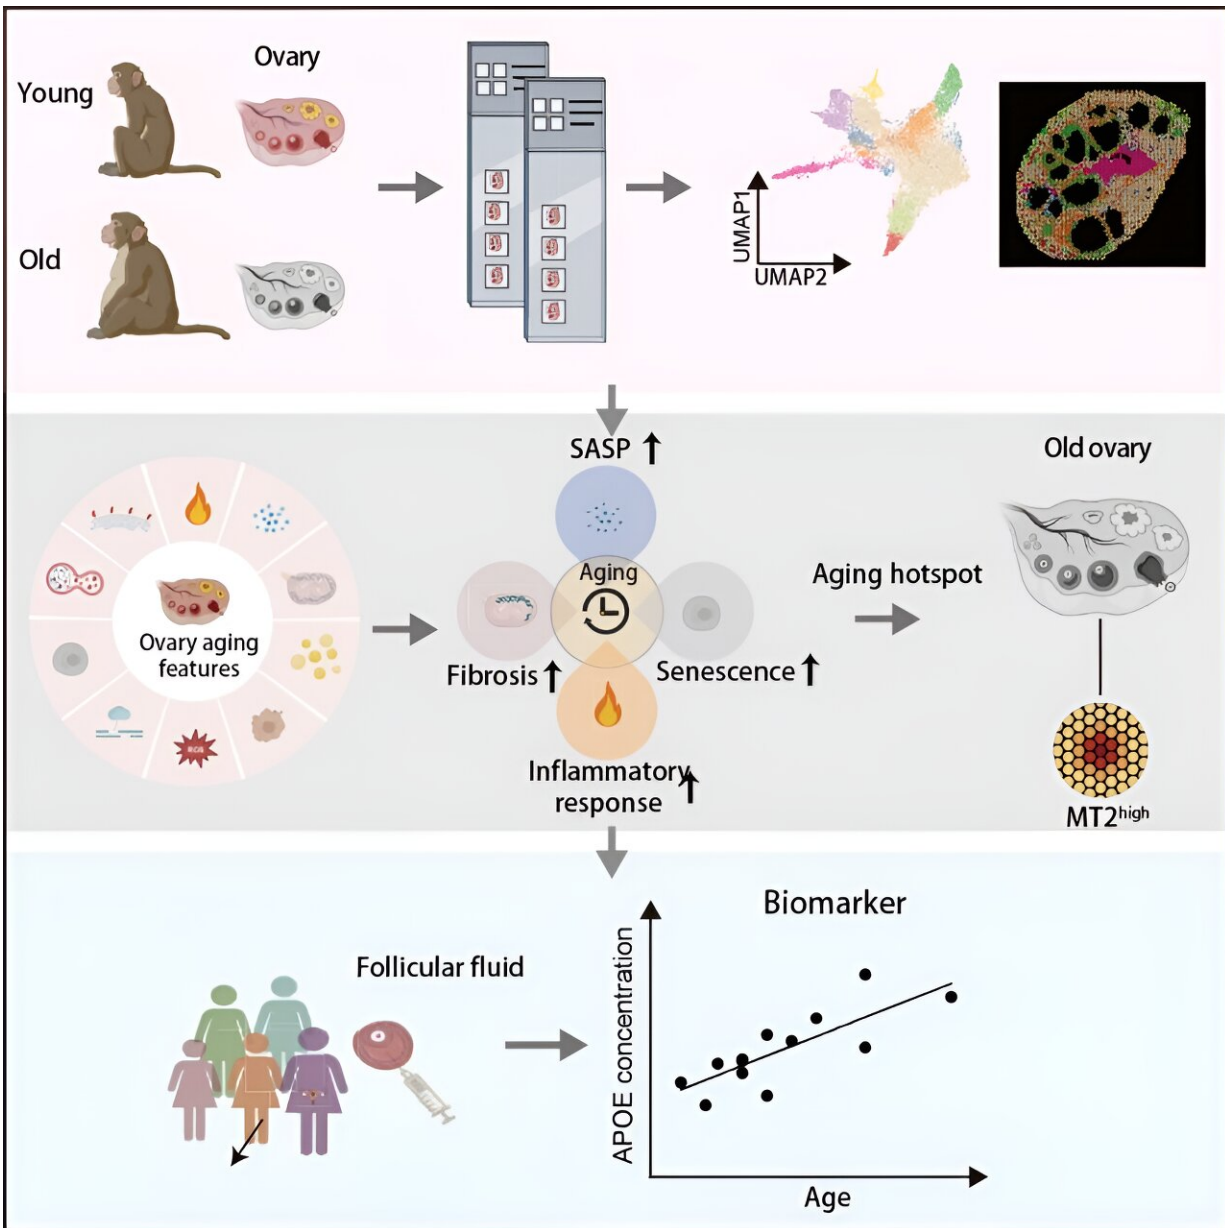 Ovary
Young
Old
UMAP1
UMAP2
SASP
Aging
Fibrosis
Senescence
Inflammatory
response
Ovary aging
features
ROS
Aging hotspot
Old ovary
MT2high
Follicular fluid
Biomarker
APOE concentration
Age